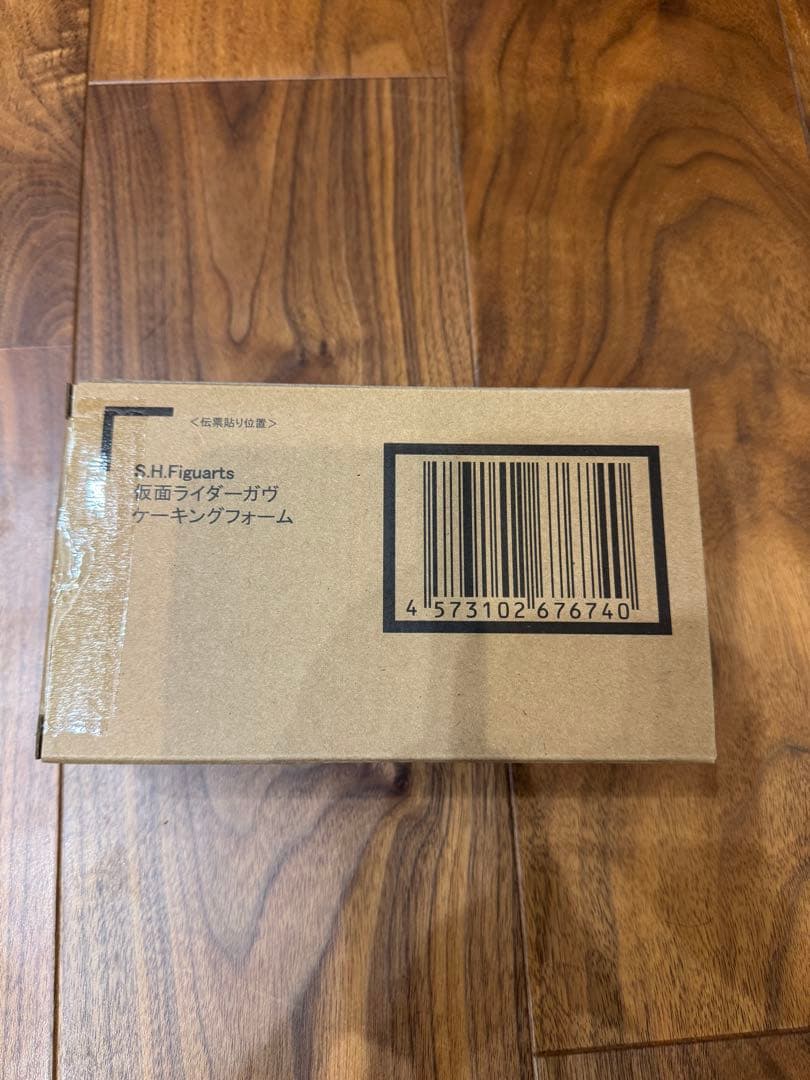 <伝票貼り位置>
S.H.Figuarts
仮面ライダーガヴ
ケーキングフォーム
4 573102 676740